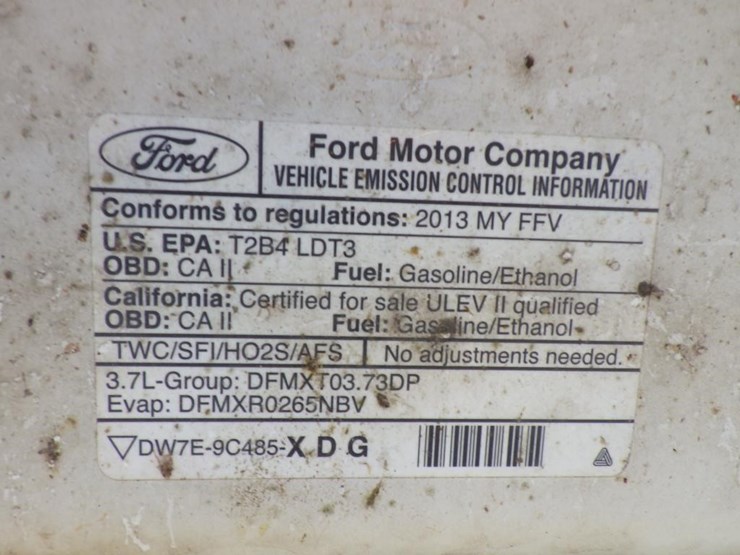 Ford
Ford Motor Company
VEHICLE EMISSION CONTROL INFORMATION
Conforms to regulations: 2013 MY FFV
U.S. EPA: T2B4 LDT3
OBD: CA II Fuel: Gasoline/Ethanol
California: Certified for sale ULEV II qualified
OBD: CA II Fuel: Gasoline/Ethanol
TWC/SFI/HO2S/AFS No adjustments needed.
3.7L-Group: DFMXT03.73DP
Evap: DFMXR0265NBV
DW7E-9C485-X D G